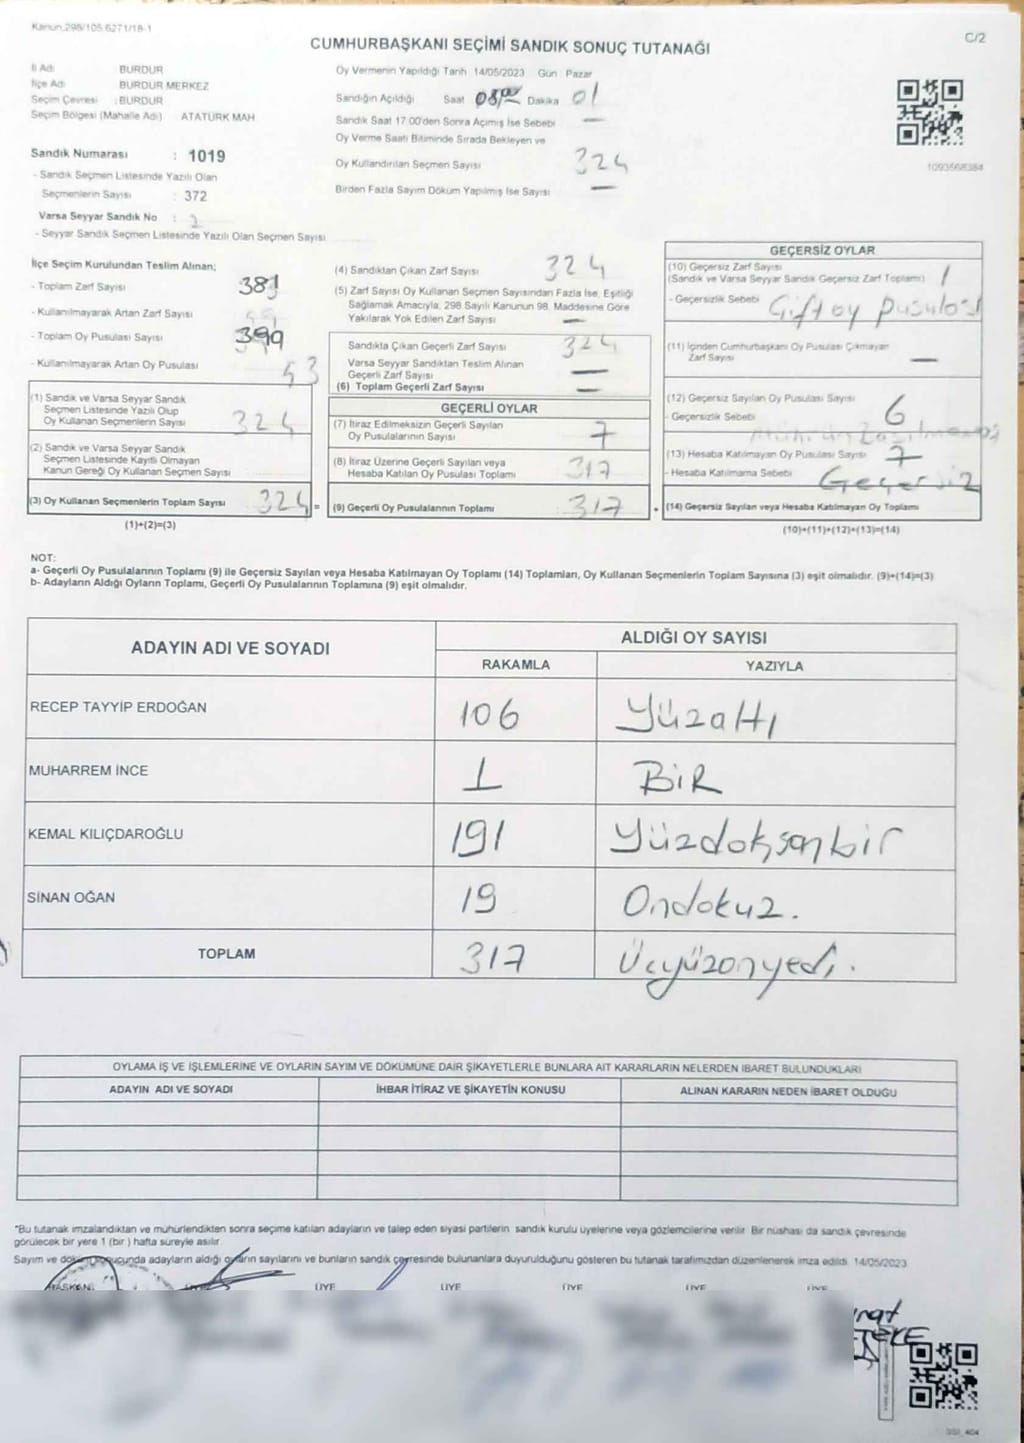 Kanun:298/105,6271/18-1
C/2
CUMHURBAŞKANI SEÇİMİ SANDIK SONUÇ TUTANAĞI
İl Adı BURDUR
İlçe Adı BURDUR MERKEZ
Seçim Çevresi : BURDUR
Seçim Bölgesi (Mahalle Adı) ATATÜRK MAH
Sandık Numarası : 1019
- Sandık Seçmen Listesinde Yazılı Olan
Seçmenlerin Sayısı : 372
Varsa Seyyar Sandık No :
- Seyyar Sandık Seçmen Listesinde Yazılı Olan Seçmen Sayısı
Oy Vermenin Yapıldığı Tarih 14/05/2023 Gün Pazar
Sandığın Açıldığı Saat 08 Dakika 01
Sandık Saat 17.00'den Sonra Açımış İse Sebebi —
Oy Verme Saati Bitiminde Sırada Bekleyen ve
Oy Kullandırılan Seçmen Sayısı 324
Birden Fazla Sayım Döküm Yapılmış İse Sayısı —
1093568384
İlçe Seçim Kurulundan Teslim Alınan;
- Toplam Zarf Sayısı 381
- Kullanılmayarak Artan Zarf Sayısı
- Toplam Oy Pusulası Sayısı 399
- Kullanılmayarak Artan Oy Pusulası 53
(1) Sandık ve Varsa Seyyar Sandık
Seçmen Listesinde Yazılı Olup
Oy Kullanan Seçmenlerin Sayısı 324
(2) Sandık ve Varsa Seyyar Sandık
Seçmen Listesinde Kayıtlı Olmayan
Kanun Gereği Oy Kullanan Seçmen Sayısı
(3) Oy Kullanan Seçmenlerin Toplam Sayısı 324 =
(1)+(2)=(3)
(4) Sandıktan Çıkan Zarf Sayısı 324
(5) Zarf Sayısı Oy Kullanan Seçmen Sayısından Fazla İse, Eşitliği
Sağlamak Amacıyla, 298 Sayılı Kanunun 98. Maddesine Göre
Yakılarak Yok Edilen Zarf Sayısı —
Sandıkta Çıkan Geçerli Zarf Sayısı 324
Varsa Seyyar Sandıktan Teslim Alınan
Geçerli Zarf Sayısı —
(6) Toplam Geçerli Zarf Sayısı —
GEÇERLİ OYLAR
(7) İtiraz Edilmeksizin Geçerli Sayılan
Oy Pusulalarının Sayısı 7
(8) İtiraz Üzerine Geçerli Sayılan veya
Hesaba Katılan Oy Pusulası Toplamı 317
(9) Geçerli Oy Pusulalarının Toplamı 317
GEÇERSİZ OYLAR
(10) Geçersiz Zarf Sayısı
(Sandık ve Varsa Seyyar Sandık Geçersiz Zarf Toplamı) 1
- Geçersizlik Sebebi Çift oy pusulası
(11) İçinden Cumhurbaşkanı Oy Pusulası Çıkmayan
Zarf Sayısı —
(12) Geçersiz Sayılan Oy Pusulası Sayısı 6
- Geçersizlik Sebebi
(13) Hesaba Katılmayan Oy Pusulası Sayısı 7
- Hesaba Katılmama Sebebi Geçersiz
(14) Geçersiz Sayılan veya Hesaba Katılmayan Oy Toplamı
(10)+(11)+(12)+(13)=(14)
NOT:
a- Geçerli Oy Pusulalarının Toplamı (9) ile Geçersiz Sayılan veya Hesaba Katılmayan Oy Toplamı (14) Toplamları, Oy Kullanan Seçmenlerin Toplam Sayısına (3) eşit olmalıdır. (9)+(14)=(3)
b- Adayların Aldığı Oyların Toplamı, Geçerli Oy Pusulalarının Toplamına (9) eşit olmalıdır.
ADAYIN ADI VE SOYADI ALDIĞI OY SAYISI
RAKAMLA YAZIYLA
RECEP TAYYİP ERDOĞAN 106 Yüzaltı
MUHARREM İNCE 1 BiR
KEMAL KILIÇDAROĞLU 191 Yüzdoksanbir
SİNAN OĞAN 19 Ondokuz.
TOPLAM 317 Üçyüzonyedi.
OYLAMA İŞ VE İŞLEMLERİNE VE OYLARIN SAYIM VE DÖKÜMÜNE DAİR ŞİKAYETLERLE BUNLARA AİT KARARLARIN NELERDEN İBARET BULUNDUKLARI
ADAYIN ADI VE SOYADI İHBAR İTİRAZ VE ŞİKAYETİN KONUSU ALINAN KARARIN NEDEN İBARET OLDUĞU
*Bu tutanak imzalandıktan ve mühürlendikten sonra seçime katılan adayların ve talep eden siyasi partilerin sandık kurulu üyelerine veya gözlemcilerine verilir. Bir nüshası da sandık çevresinde
görülecek bir yere 1 (bir) hafta süreyle asılır.
Sayım ve döküm sonucunda adayların aldığı oyların sayılarını ve bunların sandık çevresinde bulunanlara duyurulduğunu gösteren bu tutanak tarafımızdan düzenlenerek imza edildi. 14/05/2023
BAŞKAN ÜYE ÜYE ÜYE ÜYE ÜYE